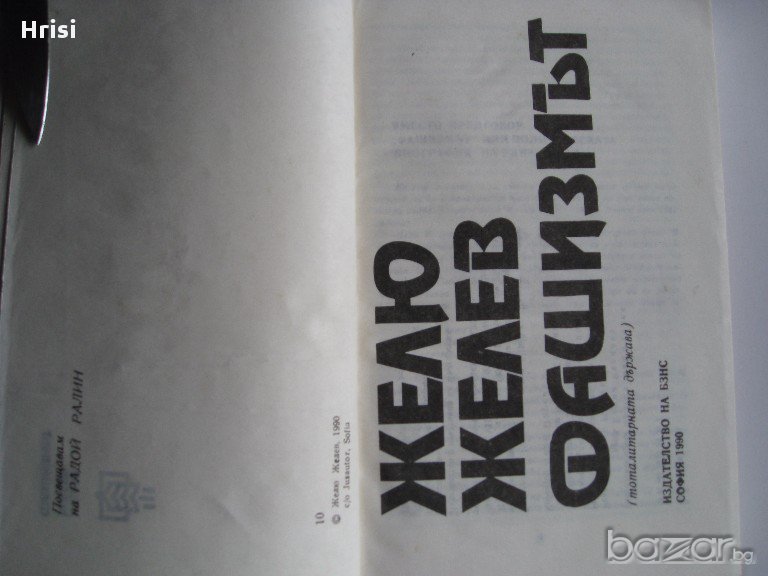 Hrisi
Посвещавам
на РАДОЙ РАЛИН
10
© Желю Желев, 1990
c/o Jusautor, Sofia
ЖЕЛЮ
ЖЕЛЕВ
ФАШИЗМЪТ
(тоталитарната държава)
ИЗДАТЕЛСТВО НА БЗНС
СОФИЯ 1990
bazar.bg